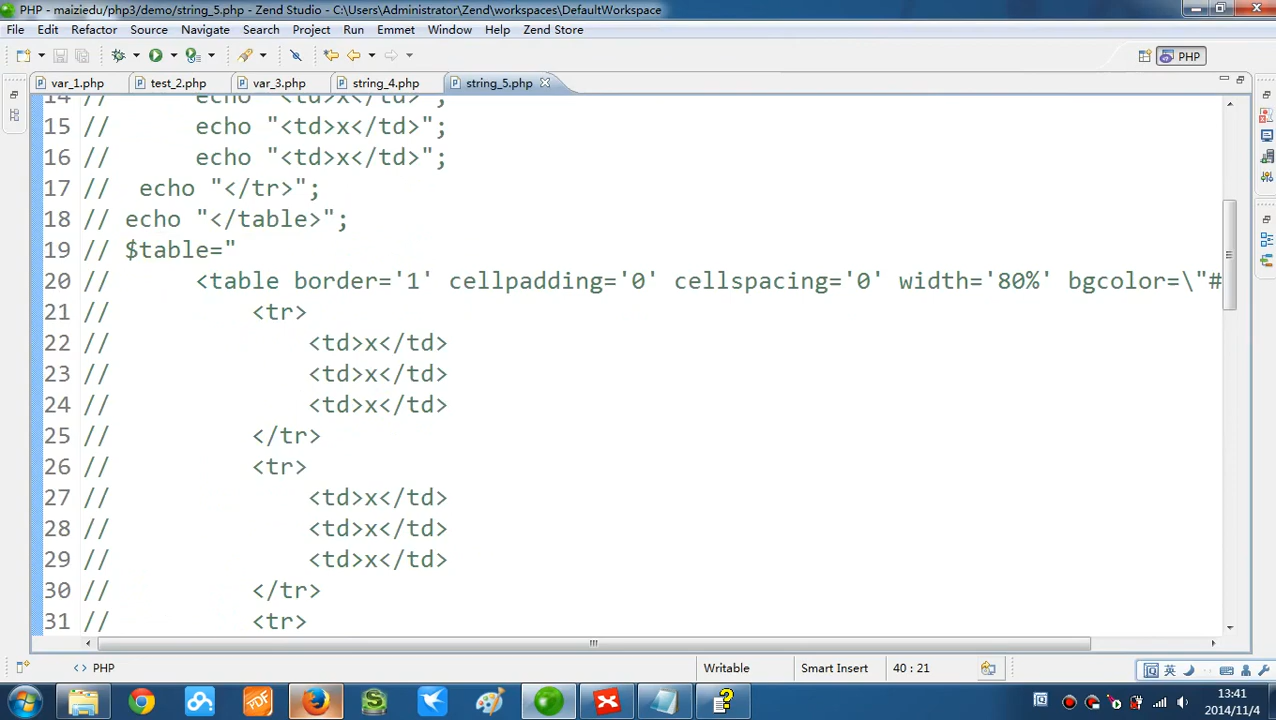 PHP - maiziedu/php3/demo/string_5.php - Zend Studio - C:\Users\Administrator\Zend\workspaces\DefaultWorkspace
File Edit Refactor Source Navigate Search Project Run Emmet Window Help Zend Store
PHP
var_1.php test_2.php var_3.php string_4.php string_5.php
14 // echo "<td>x</td>";
15 // echo "<td>x</td>";
16 // echo "<td>x</td>";
17 // echo "</tr>";
18 // echo "</table>";
19 // $table="
20 // <table border='1' cellpadding='0' cellspacing='0' width='80%' bgcolor=\"#
21 // <tr>
22 // <td>x</td>
23 // <td>x</td>
24 // <td>x</td>
25 // </tr>
26 // <tr>
27 // <td>x</td>
28 // <td>x</td>
29 // <td>x</td>
30 // </tr>
31 // <tr>
<> PHP Writable Smart Insert 40 : 21
英
PDF
13:41
2014/11/4